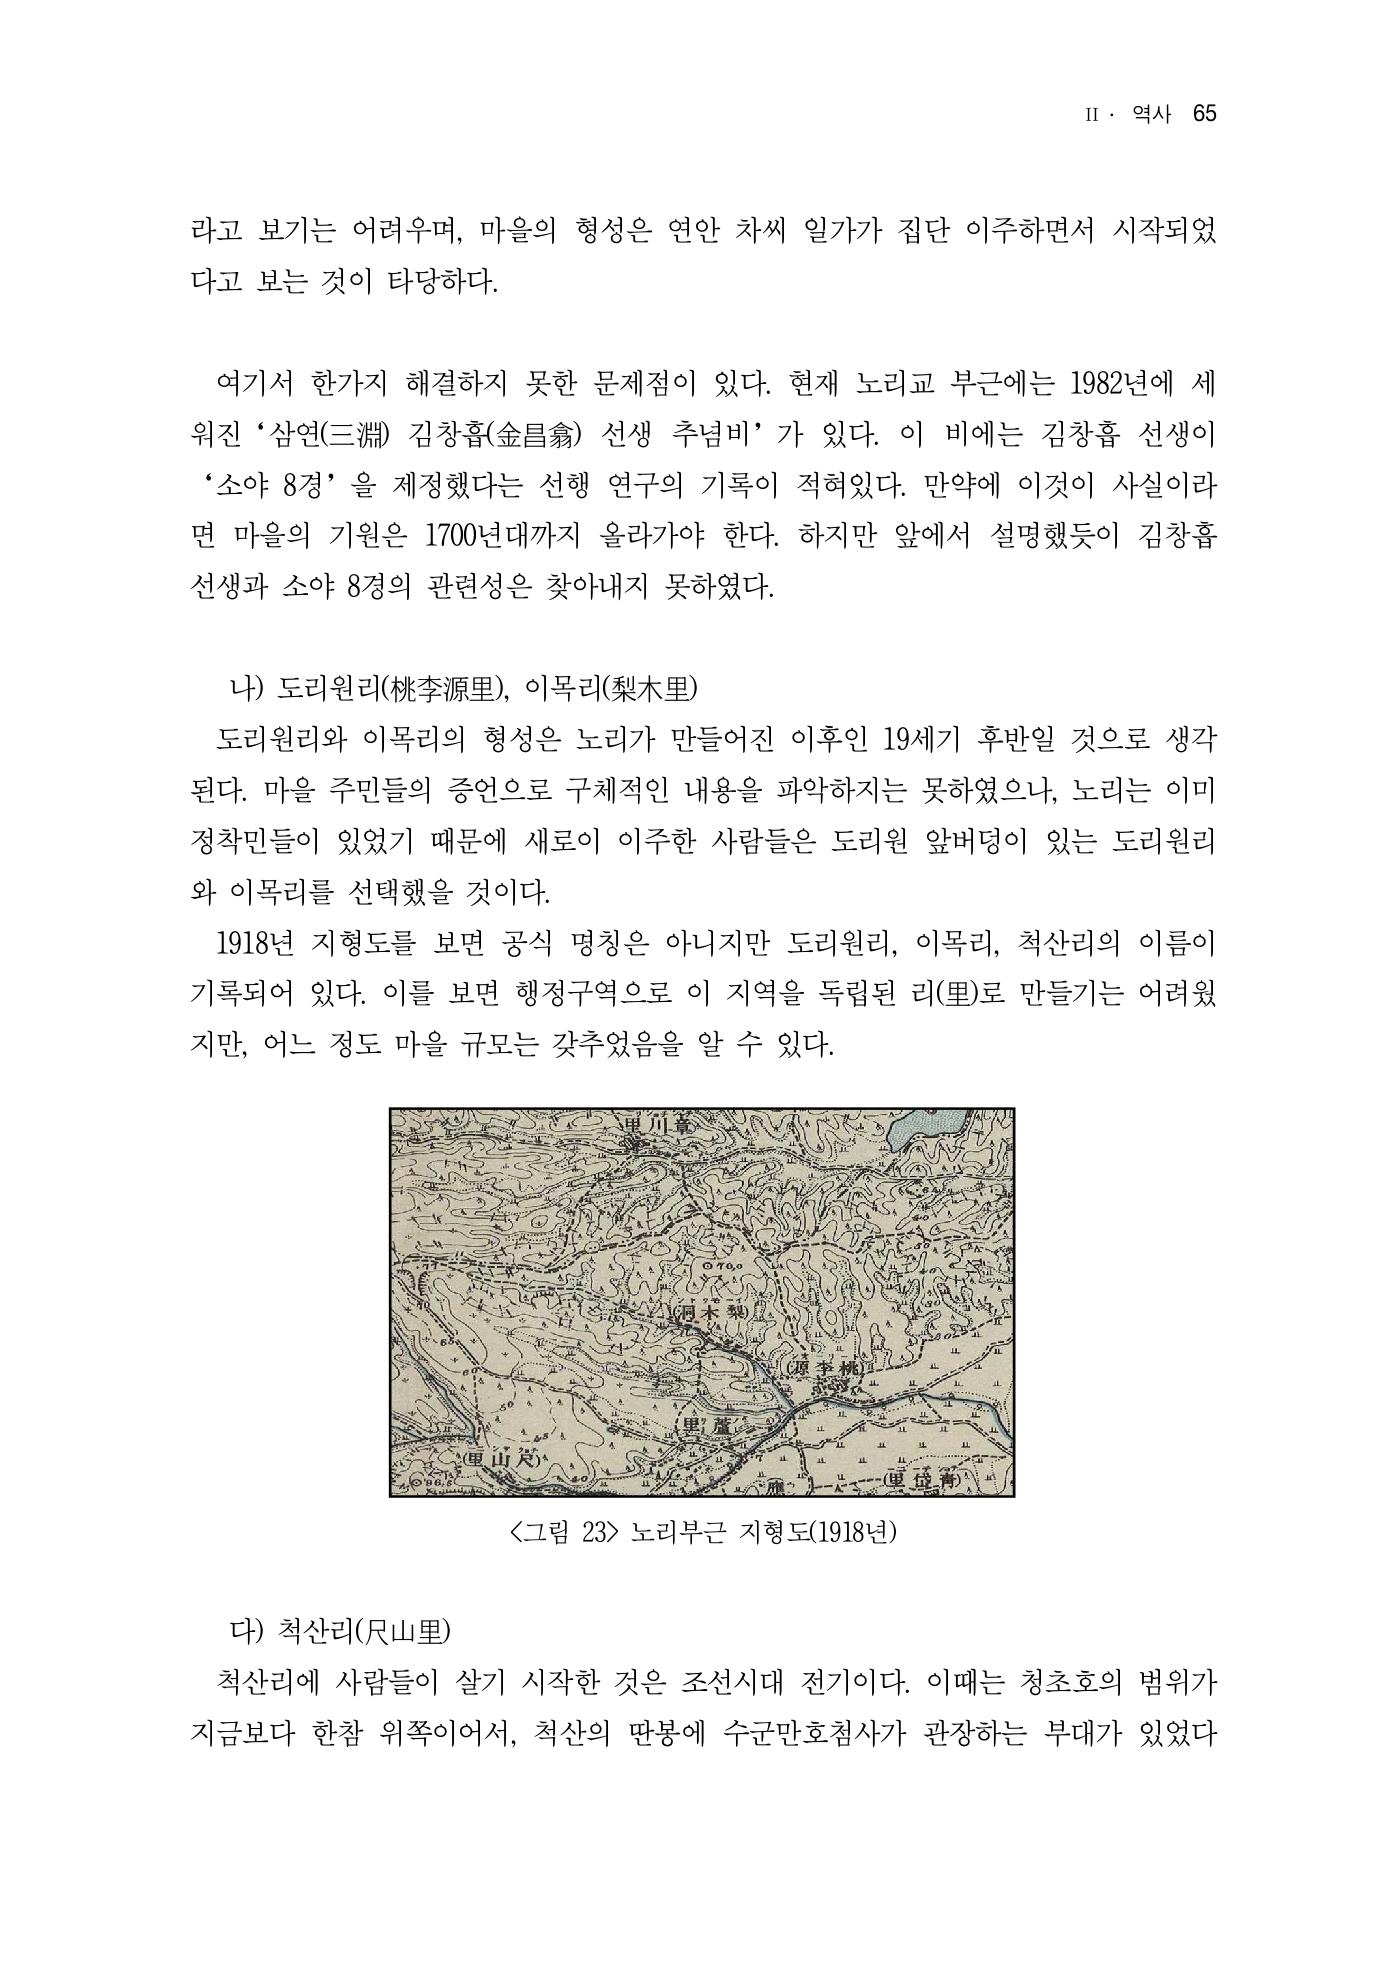 II · 역사 65
라고 보기는 어려우며, 마을의 형성은 연안 차씨 일가가 집단 이주하면서 시작되었
다고 보는 것이 타당하다.
여기서 한가지 해결하지 못한 문제점이 있다. 현재 노리교 부근에는 1982년에 세
워진 ‘삼연(三淵) 김창흡(金昌翕) 선생 추념비’가 있다. 이 비에는 김창흡 선생이
‘소야 8경’을 제정했다는 선행 연구의 기록이 적혀있다. 만약에 이것이 사실이라
면 마을의 기원은 1700년대까지 올라가야 한다. 하지만 앞에서 설명했듯이 김창흡
선생과 소야 8경의 관련성은 찾아내지 못하였다.
나) 도리원리(桃李源里), 이목리(梨木里)
도리원리와 이목리의 형성은 노리가 만들어진 이후인 19세기 후반일 것으로 생각
된다. 마을 주민들의 증언으로 구체적인 내용을 파악하지는 못하였으나, 노리는 이미
정착민들이 있었기 때문에 새로이 이주한 사람들은 도리원 앞버덩이 있는 도리원리
와 이목리를 선택했을 것이다.
1918년 지형도를 보면 공식 명칭은 아니지만 도리원리, 이목리, 척산리의 이름이
기록되어 있다. 이를 보면 행정구역으로 이 지역을 독립된 리(里)로 만들기는 어려웠
지만, 어느 정도 마을 규모는 갖추었음을 알 수 있다.
里川章
70.0
(洞木梨)
(源李桃)
里蘆
(里山尺)
(里岱靑)
96.5
<그림 23> 노리부근 지형도(1918년)
다) 척산리(尺山里)
척산리에 사람들이 살기 시작한 것은 조선시대 전기이다. 이때는 청초호의 범위가
지금보다 한참 위쪽이어서, 척산의 딴봉에 수군만호첨사가 관장하는 부대가 있었다